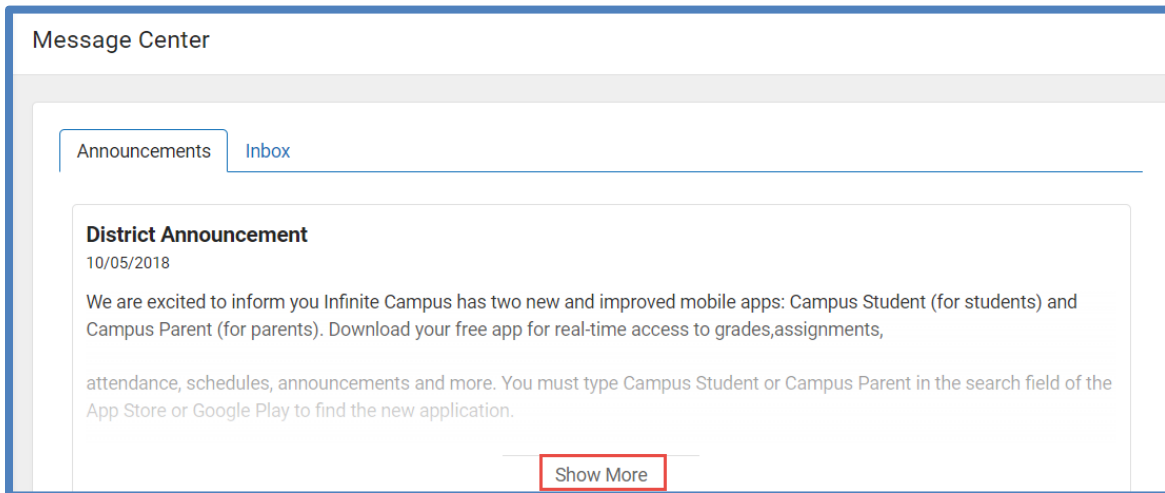 Message Center
Announcements Inbox
District Announcement
10/05/2018
We are excited to inform you Infinite Campus has two new and improved mobile apps: Campus Student (for students) and
Campus Parent (for parents). Download your free app for real-time access to grades,assignments,
attendance, schedules, announcements and more. You must type Campus Student or Campus Parent in the search field of the
App Store or Google Play to find the new application.
Show More